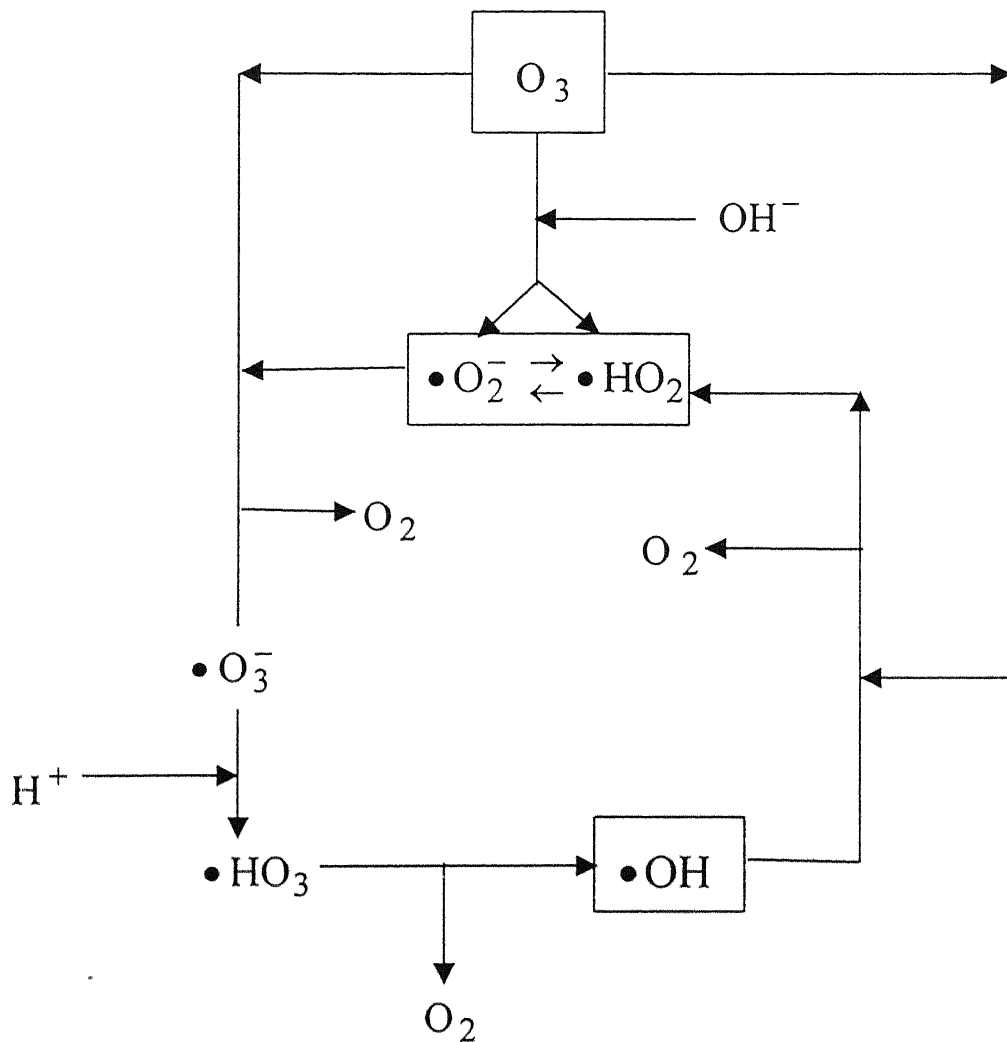 O₃
OH⁻
•O₂⁻ ⇄ •HO₂
O₂
O₂
•O₃⁻
H⁺
•HO₃
•OH
O₂